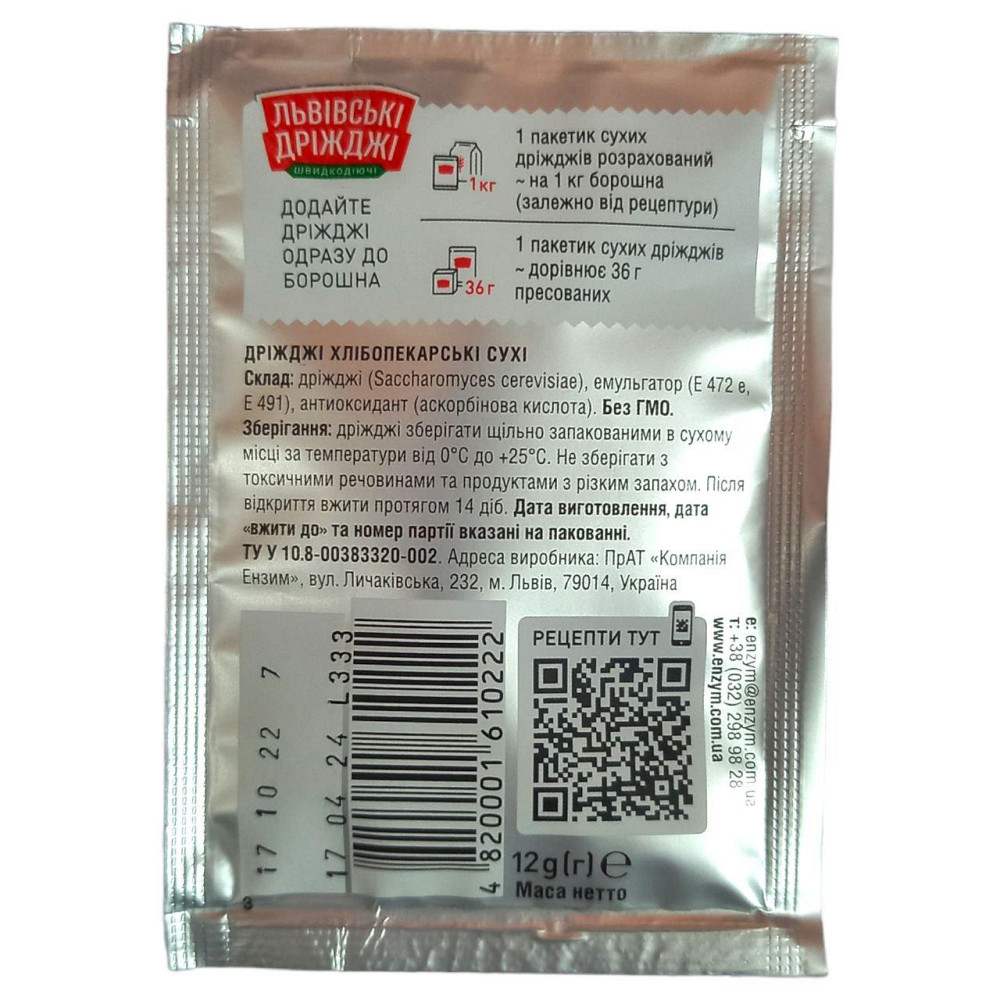 ЛЬВІВСЬКІ
ДРІЖДЖІ
ШВИДКОДІЮЧІ
ДОДАЙТЕ
ДРІЖДЖІ
ОДРАЗУ ДО
БОРОШНА
1кг
1 пакетик сухих
дріжджів розрахований
~ на 1 кг борошна
(залежно від рецептури)
36 г
1 пакетик сухих дріжджів
~ дорівнює 36 г
пресованих
ДРІЖДЖІ ХЛІБОПЕКАРСЬКІ СУХІ
Склад: дріжджі (Saccharomyces cerevisiae), емульгатор (Е 472 е,
Е 491), антиоксидант (аскорбінова кислота). Без ГМО.
Зберігання: дріжджі зберігати щільно запакованими в сухому
місці за температури від 0°С до +25°С. Не зберігати з
токсичними речовинами та продуктами з різким запахом. Після
відкриття вжити протягом 14 діб. Дата виготовлення, дата
«вжити до» та номер партії вказані на пакованні.
ТУ У 10.8-00383320-002. Адреса виробника: ПрАТ «Компанія
Ензим», вул. Личаківська, 232, м. Львів, 79014, Україна
17 10 22 7
17 04 24 L 333
4 820001 610222
РЕЦЕПТИ ТУТ
e: enzym@enzym.com.ua
т: +38 (032) 298 98 28
www.enzym.com.ua
12g(г) e
Маса нетто
3